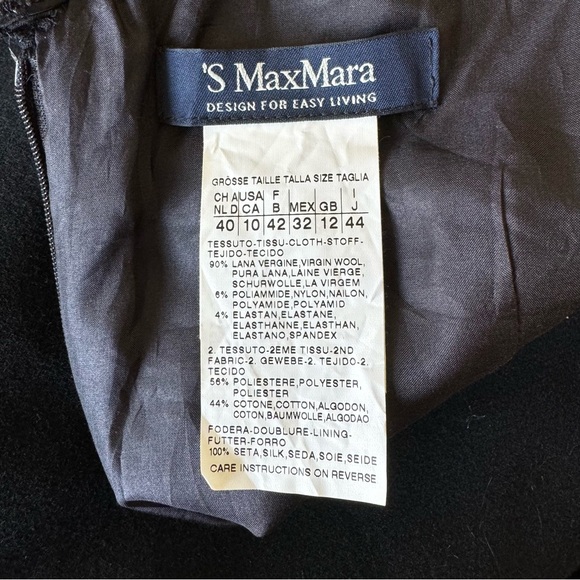 'S MaxMara
DESIGN FOR EASY LIVING
GRÖSSE TAILLE TALLA SIZE TAGLIA
CH A USA F I
NL D CA B MEX GB J
40 10 42 32 12 44
TESSUTO-TISSU-CLOTH-STOFF-
TEJIDO-TECIDO
90% LANA VERGINE,VIRGIN WOOL,
PURA LANA,LAINE VIERGE,
SCHURWOLLE,LA VIRGEM
6% POLIAMMIDE,NYLON,NAILON,
POLYAMIDE,POLYAMID
4% ELASTAN,ELASTANE,
ELASTHANNE,ELASTHAN,
ELASTANO,SPANDEX
2. TESSUTO-2EME TISSU-2ND
FABRIC-2. GEWEBE-2. TEJIDO-2.
TECIDO
56% POLIESTERE,POLYESTER,
POLIESTER
44% COTONE,COTTON,ALGODON,
COTON,BAUMWOLLE,ALGODAO
FODERA-DOUBLURE-LINING-
FUTTER-FORRO
100% SETA,SILK,SEDA,SOIE,SEIDE
CARE INSTRUCTIONS ON REVERSE